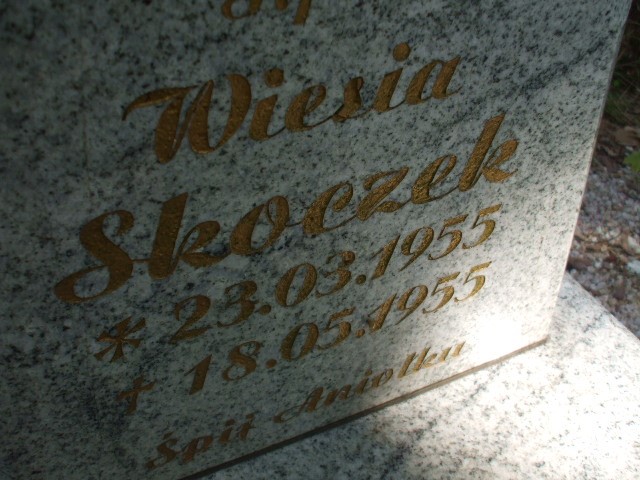 Wiesia
Skoczek
* 23.03.1955
+ 18.05.1955
Śpij Aniołku